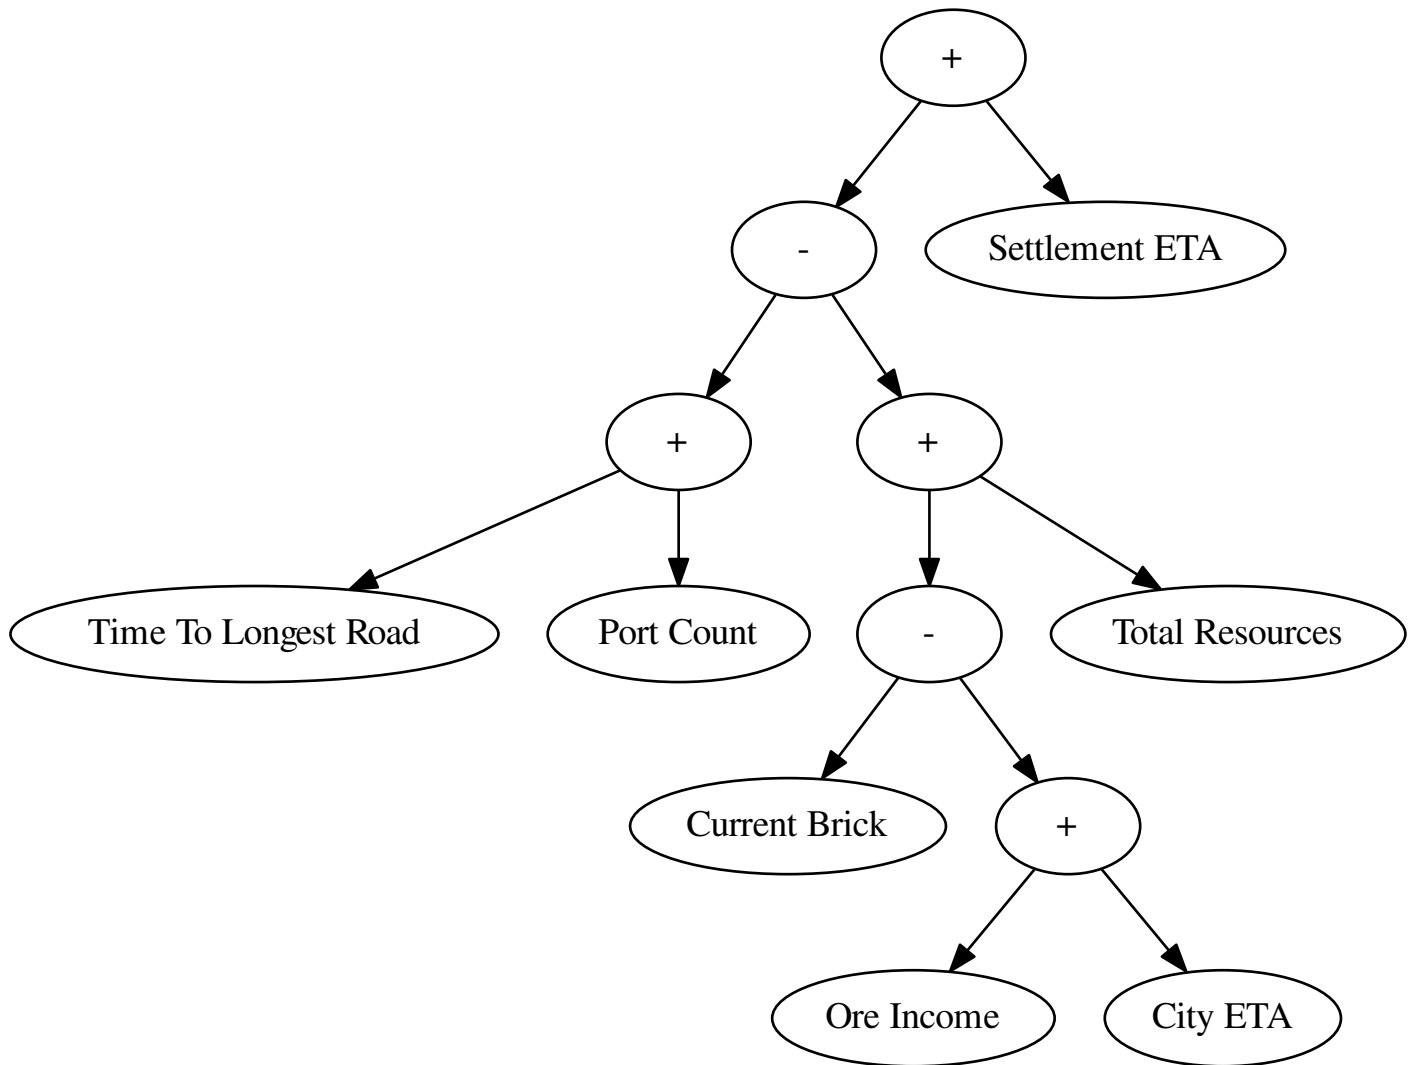 +
-
Settlement ETA
+
+
Time To Longest Road
Port Count
-
Total Resources
Current Brick
+
Ore Income
City ETA